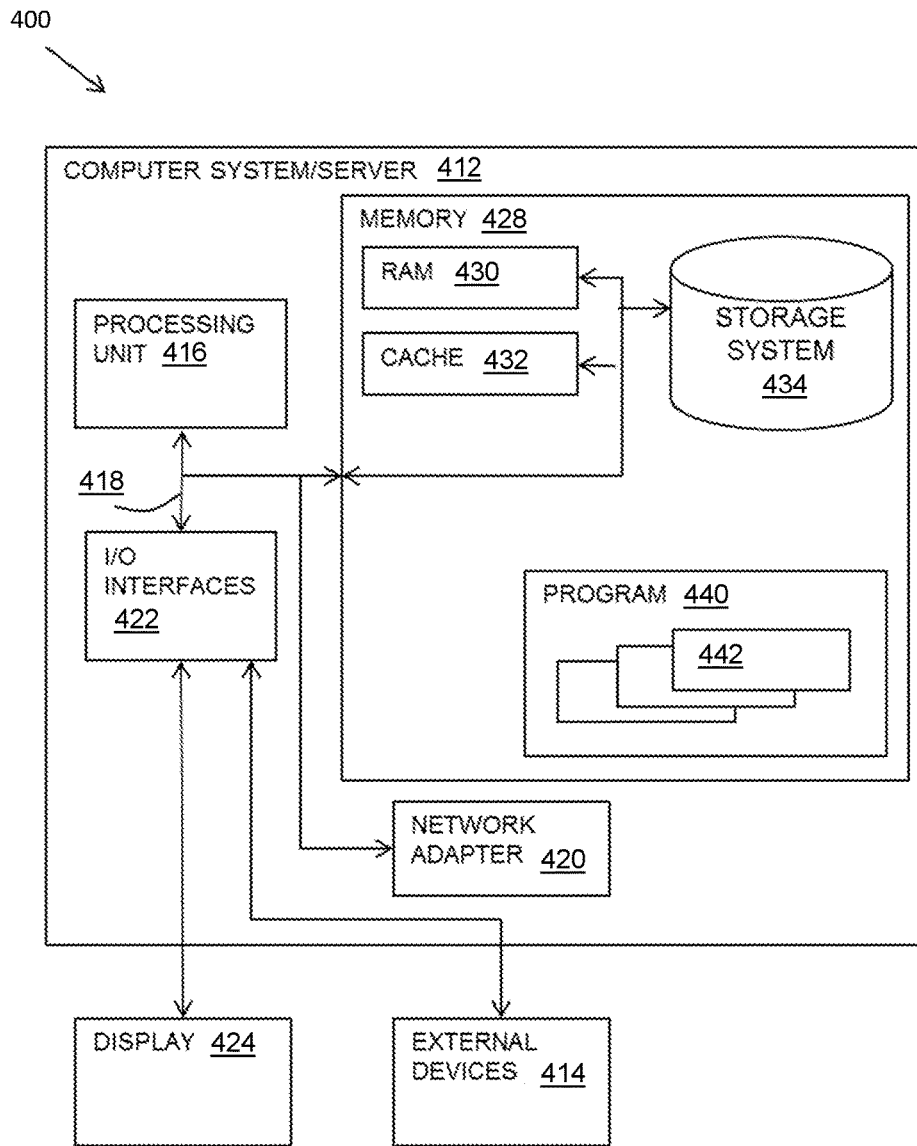 400
COMPUTER SYSTEM/SERVER 412
MEMORY 428
RAM 430
CACHE 432
STORAGE
SYSTEM
434
PROCESSING
UNIT 416
418
I/O
INTERFACES
422
PROGRAM 440
442
NETWORK
ADAPTER 420
DISPLAY 424
EXTERNAL
DEVICES 414